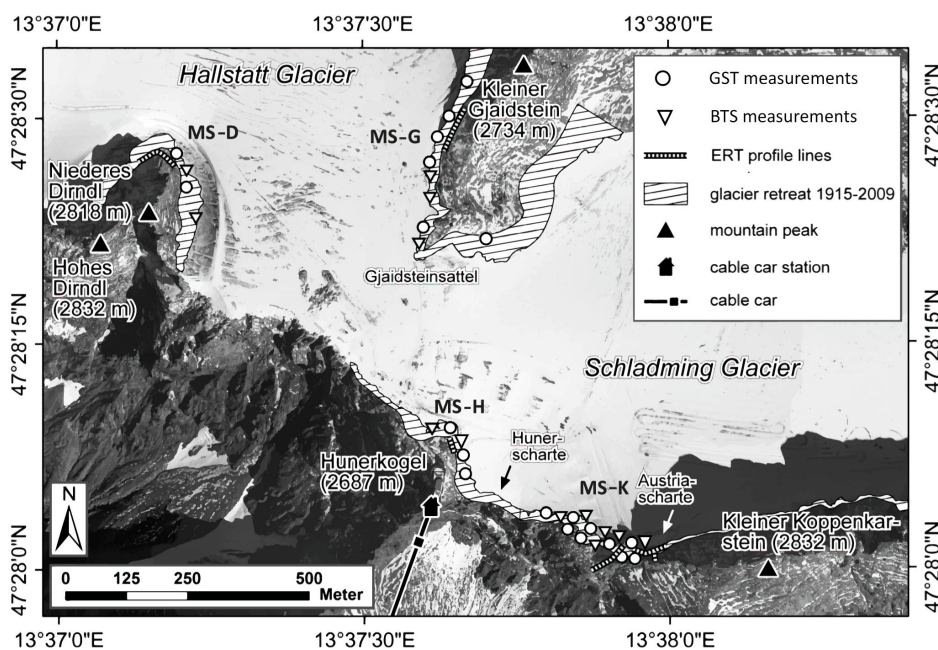 13°37'0"E
13°37'30"E
13°38'0"E
47°28'30"N
47°28'15"N
47°28'0"N
47°28'30"N
47°28'15"N
47°28'0"N
Hallstatt Glacier
Kleiner
Gjaidstein
(2734 m)
MS-D
MS-G
Niederes
Dirndl
(2818 m)
Hohes
Dirndl
(2832 m)
Gjaidsteinsattel
GST measurements
BTS measurements
ERT profile lines
glacier retreat 1915-2009
mountain peak
cable car station
cable car
Schladming Glacier
MS-H
Huner-
scharte
Hunerkogel
(2687 m)
MS-K
Austria-
scharte
Kleiner Koppenkar-
stein (2832 m)
N
0 125 250 500
Meter
13°37'0"E
13°37'30"E
13°38'0"E